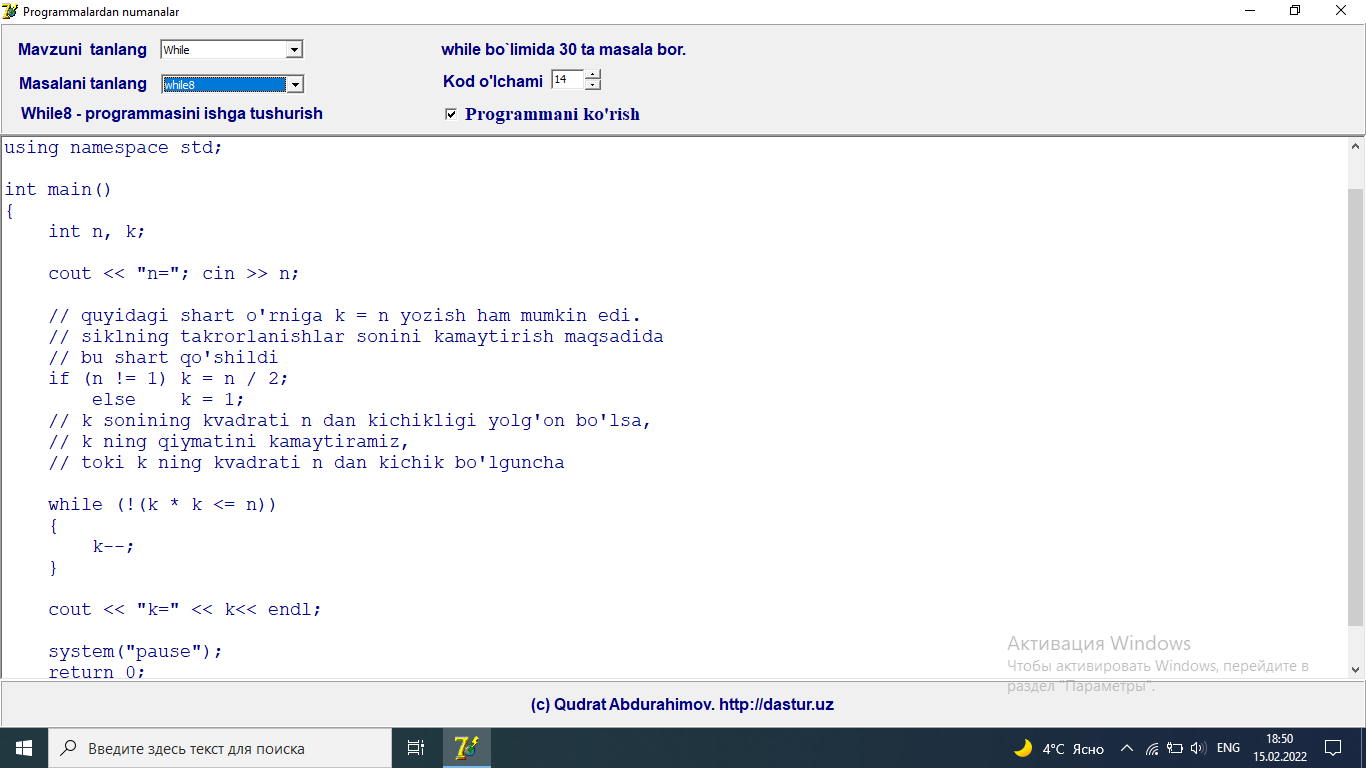 Programmalardan numanalar
Mavzuni tanlang While while bo`limida 30 ta masala bor.
Masalani tanlang while8 Kod o'lchami 14
While8 - programmasini ishga tushurish Programmani ko'rish
using namespace std;
int main()
{
int n, k;
cout << "n="; cin >> n;
// quyidagi shart o'rniga k = n yozish ham mumkin edi.
// siklning takrorlanishlar sonini kamaytirish maqsadida
// bu shart qo'shildi
if (n != 1) k = n / 2;
else k = 1;
// k sonining kvadrati n dan kichikligi yolg'on bo'lsa,
// k ning qiymatini kamaytiramiz,
// toki k ning kvadrati n dan kichik bo'lguncha
while (!(k * k <= n))
{
k--;
}
cout << "k=" << k<< endl;
system("pause");
return 0;
Активация Windows
Чтобы активировать Windows, перейдите в
раздел "Параметры".
(c) Qudrat Abdurahimov. http://dastur.uz
Введите здесь текст для поиска
4°C Ясно
ENG
18:50
15.02.2022